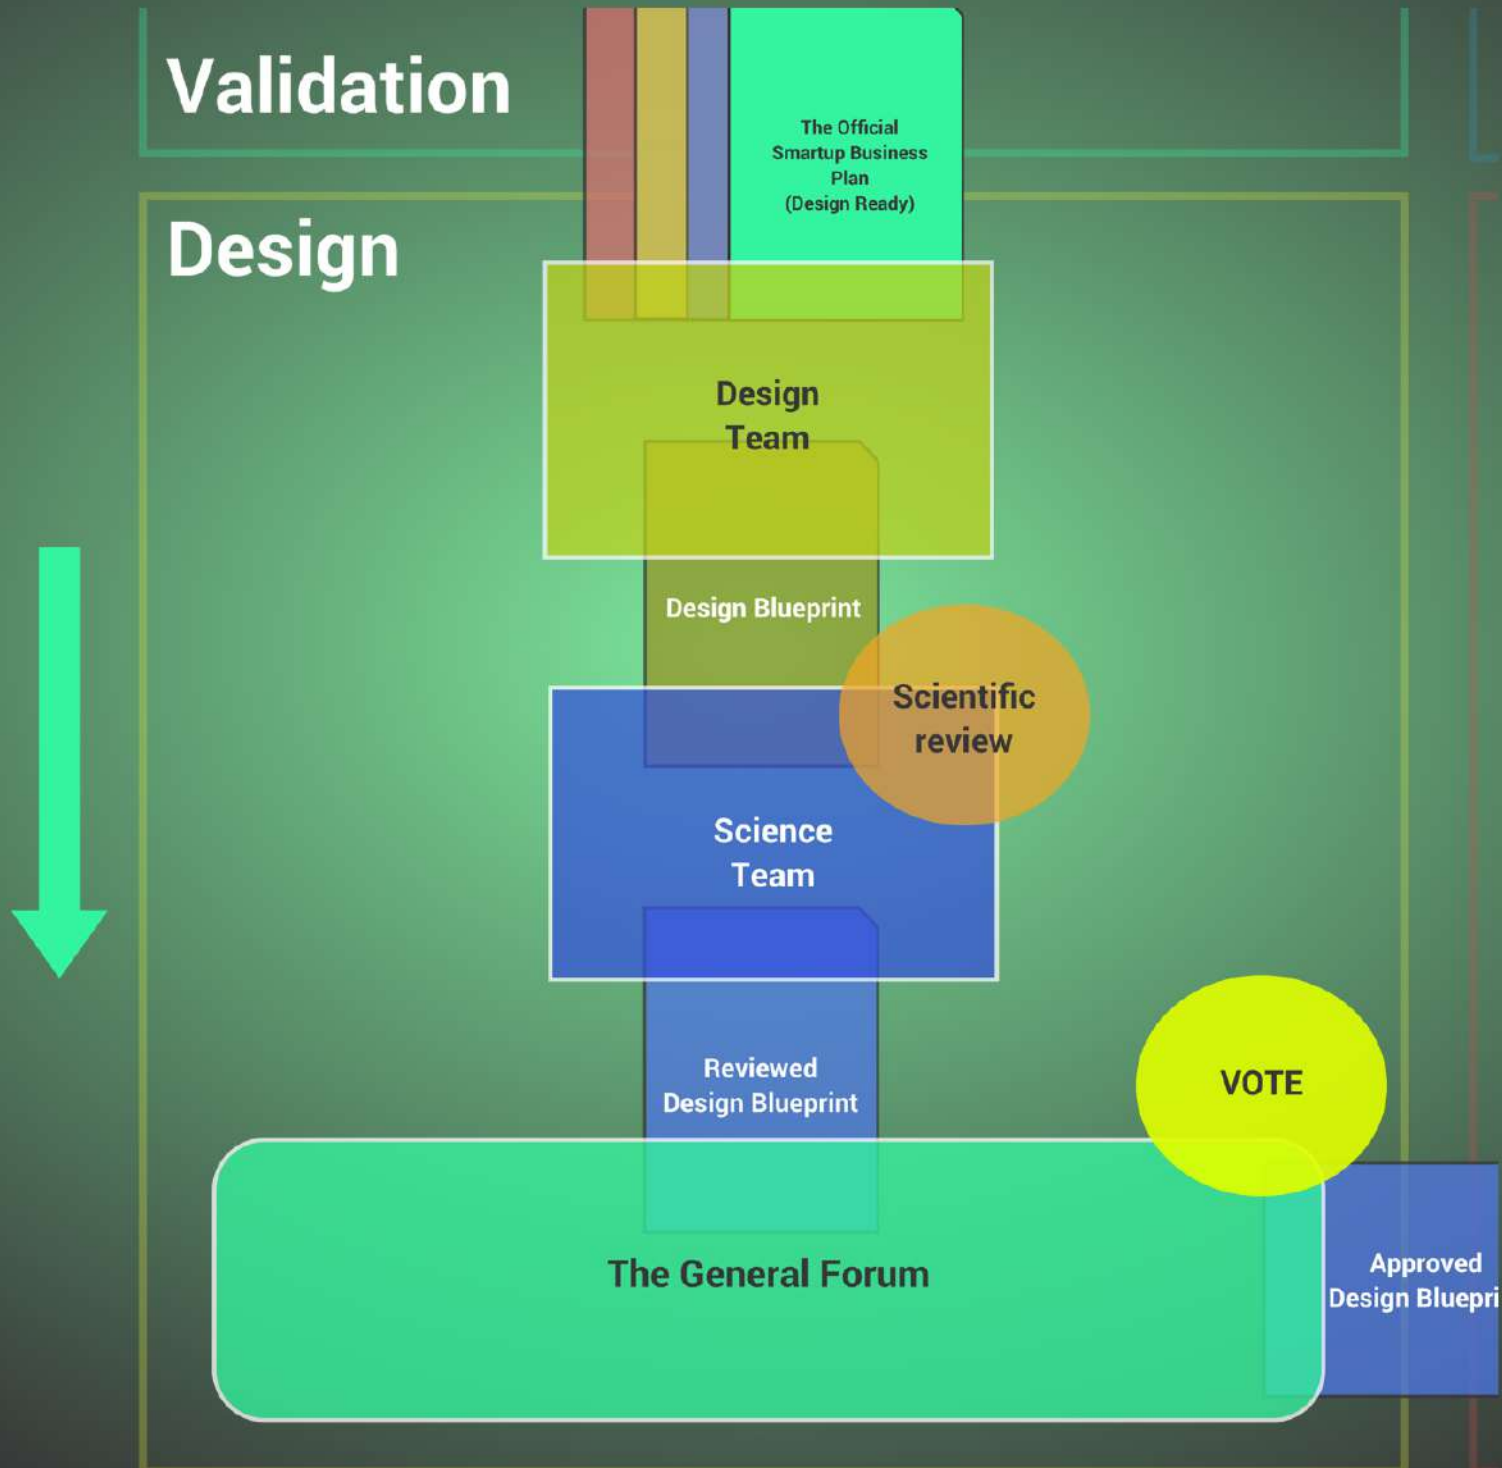 Validation
The Official
Smartup Business
Plan
(Design Ready)
Design
Design
Team
Design Blueprint
Scientific
review
Science
Team
Reviewed
Design Blueprint
VOTE
The General Forum
Approved
Design Bluepri